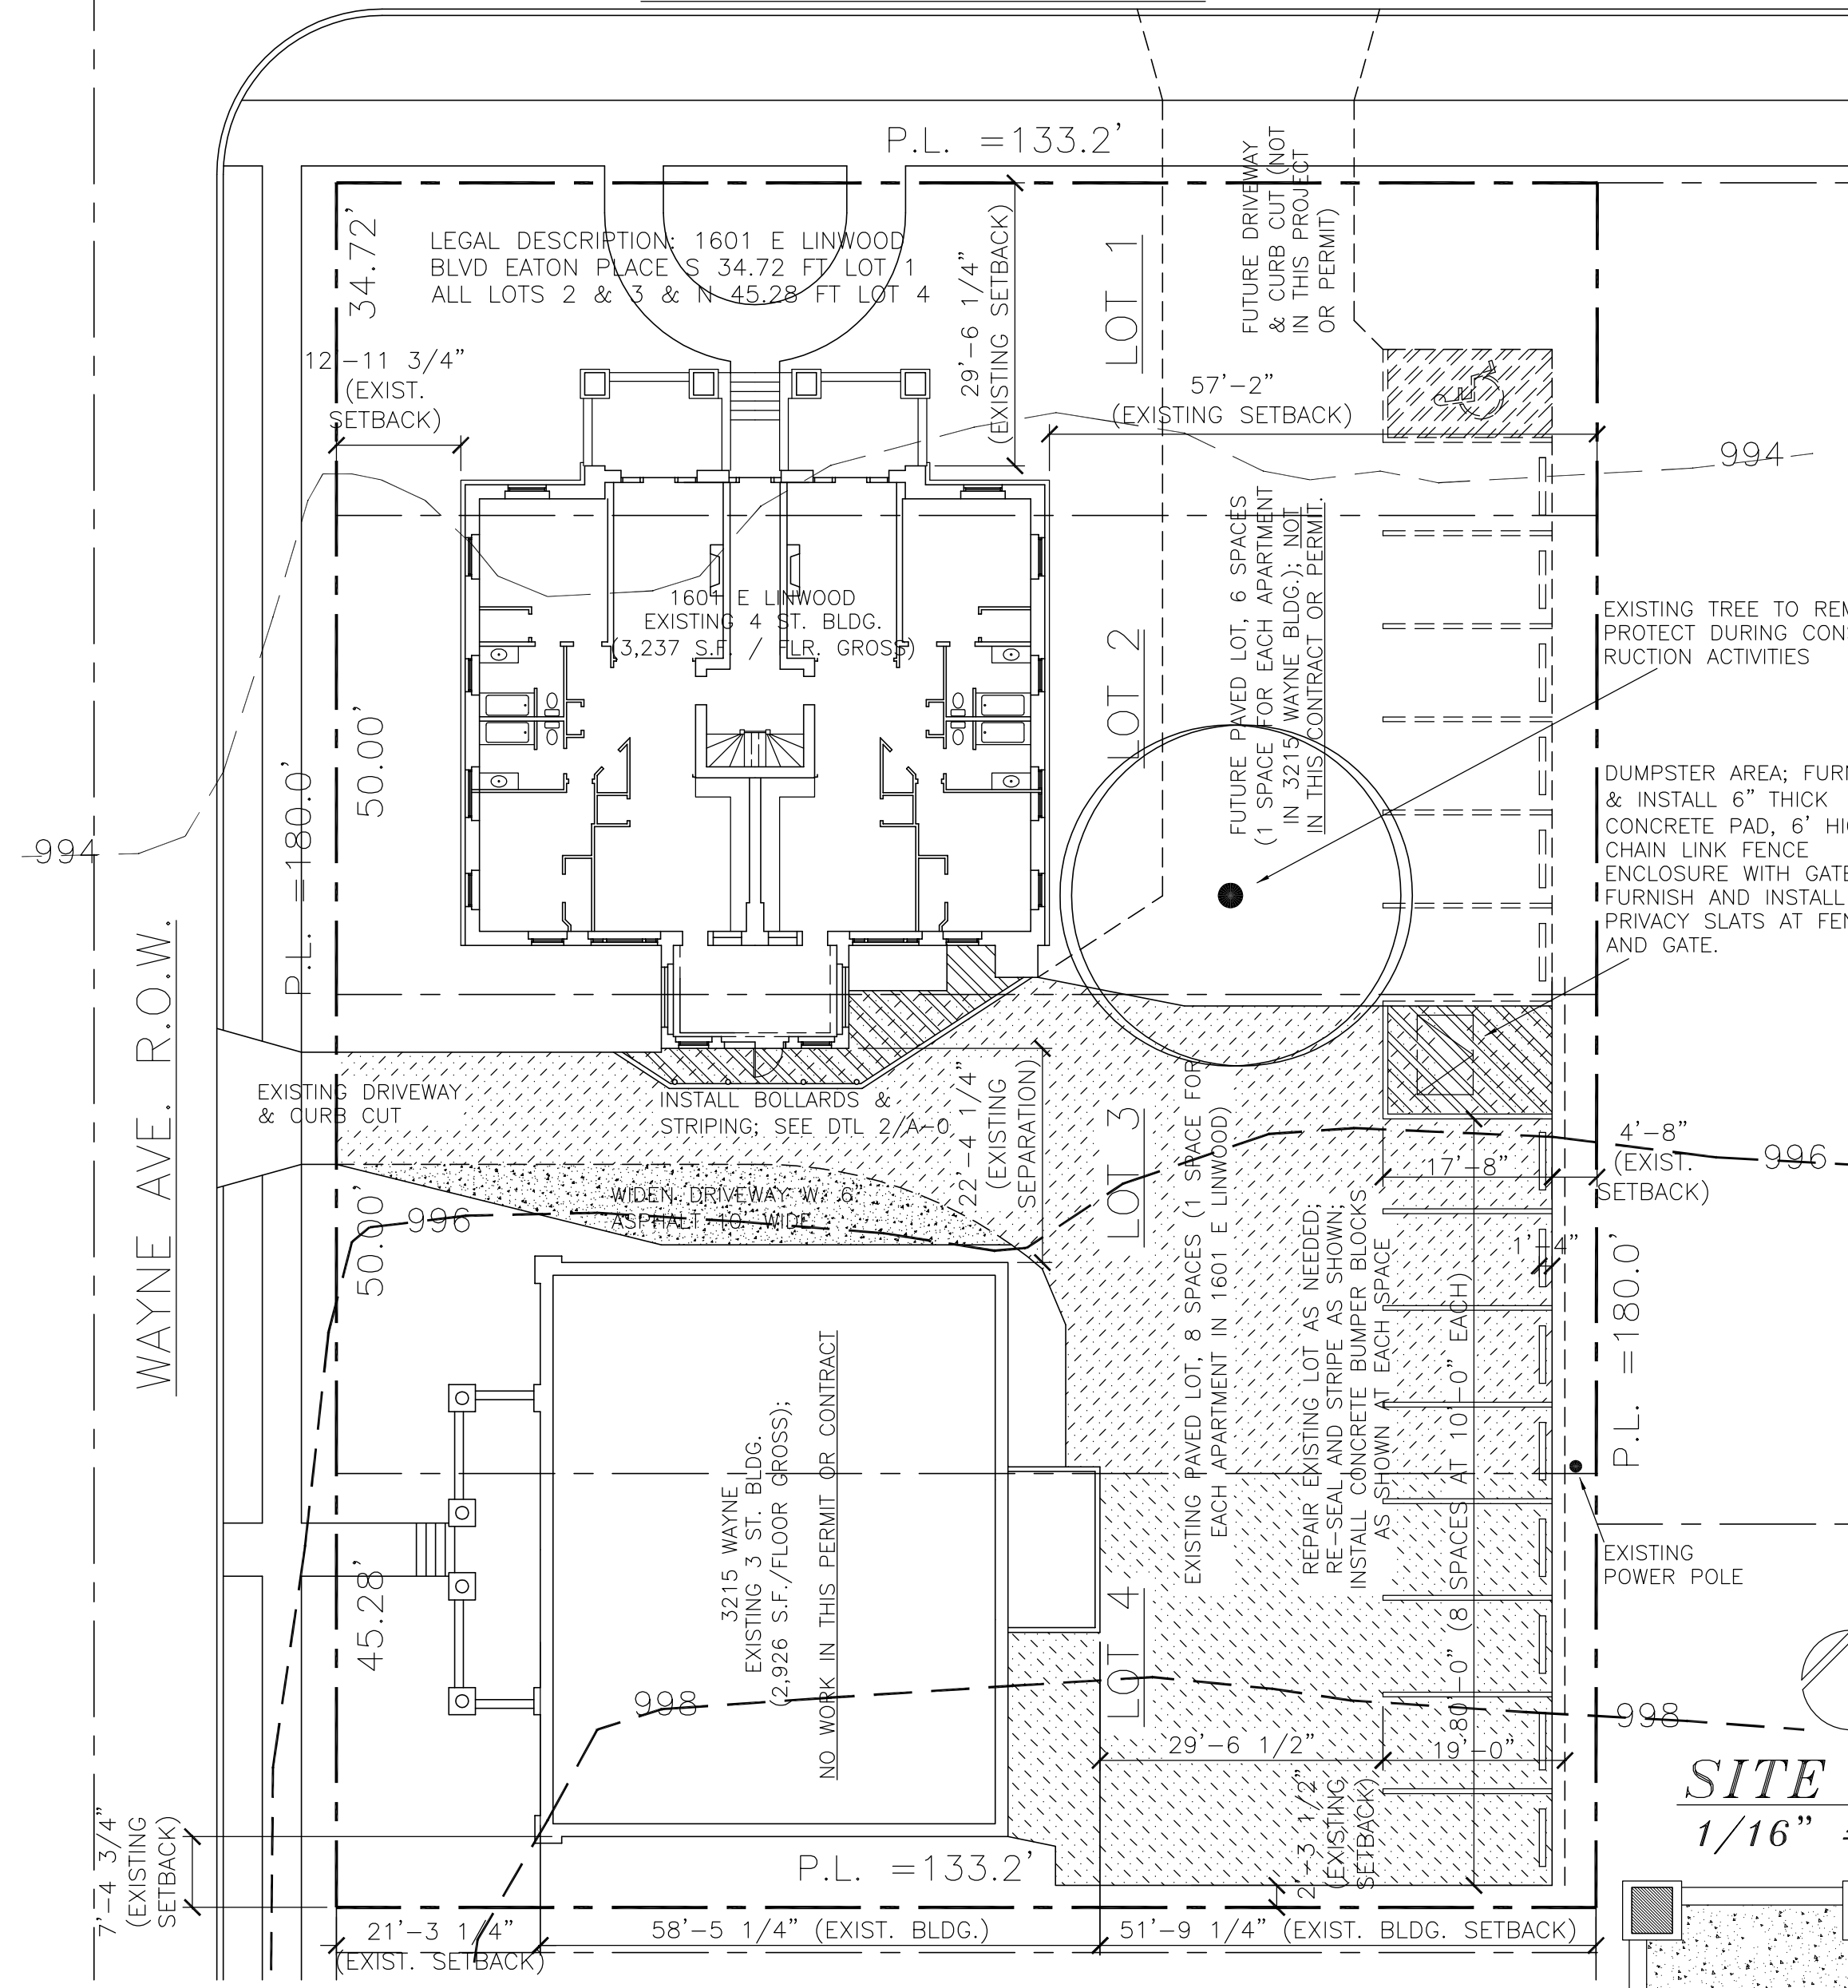 P.L. =133.2'
34.72'
LEGAL DESCRIPTION: 1601 E LINWOOD
BLVD EATON PLACE S 34.72 FT LOT 1
ALL LOTS 2 & 3 & N 45.28 FT LOT 4
29'-6 1/4"
(EXISTING SETBACK)
LOT 1
FUTURE DRIVEWAY
& CURB CUT (NOT
IN THIS PROJECT
OR PERMIT)
12'-11 3/4"
(EXIST.
SETBACK)
57'-2"
(EXISTING SETBACK)
994
1601 E LINWOOD
EXISTING 4 ST. BLDG.
(3,237 S.F. / FLR. GROSS)
LOT 2
FUTURE PAVED LOT, 6 SPACES
(1 SPACE FOR EACH APARTMENT
IN 3215 WAYNE BLDG.); NOT
IN THIS CONTRACT OR PERMIT.
EXISTING TREE TO
PROTECT DURING
RUCTION ACTIVITIES
50.00'
P.L. =180.0'
994
DUMPSTER AREA;
& INSTALL 6" THICK
CONCRETE PAD, 6'
CHAIN LINK FENCE
ENCLOSURE WITH
FURNISH AND INSTALL
PRIVACY SLATS AT
AND GATE.
WAYNE AVE. R.O.W.
EXISTING DRIVEWAY
& CURB CUT
INSTALL BOLLARDS &
STRIPING; SEE DTL 2/A-0
22'-4 1/4"
(EXISTING
SEPARATION)
LOT 3
EXISTING PAVED LOT, 8 SPACES (1 SPACE FOR
EACH APARTMENT IN 1601 E LINWOOD)
REPAIR EXISTING LOT AS NEEDED;
RE-SEAL AND STRIPE AS SHOWN;
INSTALL CONCRETE BUMPER BLOCKS
AS SHOWN AT EACH SPACE
17'-8"
4'-8"
(EXIST.
SETBACK)
996
WIDEN DRIVEWAY W. 6"
ASPHALT 10' WIDE
996
50.00'
1'-4"
80'-0" (8 SPACES AT 10'-0" EACH)
P.L. =180.0'
3215 WAYNE
EXISTING 3 ST. BLDG.
(2,926 S.F./FLOOR GROSS);
NO WORK IN THIS PERMIT OR CONTRACT
45.28'
EXISTING
POWER POLE
LOT 4
998
998
29'-6 1/2"
19'-0"
SITE
1/16"
2'-3 1/2"
(EXISTING
SETBACK)
7'-4 3/4"
(EXISTING
SETBACK)
P.L. =133.2'
21'-3 1/4"
(EXIST. SETBACK)
58'-5 1/4" (EXIST. BLDG.)
51'-9 1/4" (EXIST. BLDG. SETBACK)